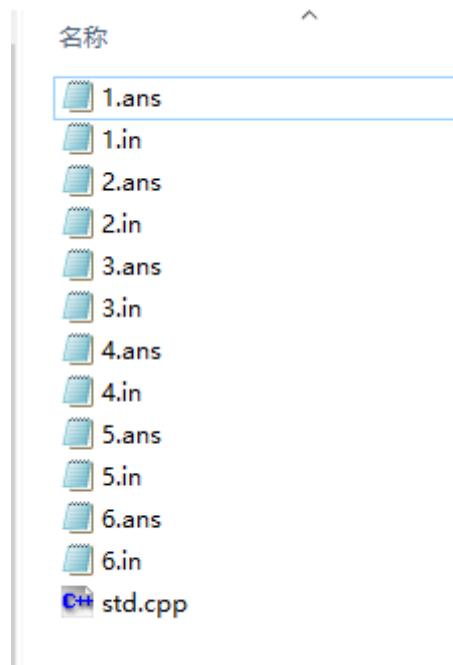 名称
1.ans
1.in
2.ans
2.in
3.ans
3.in
4.ans
4.in
5.ans
5.in
6.ans
6.in
C++ std.cpp